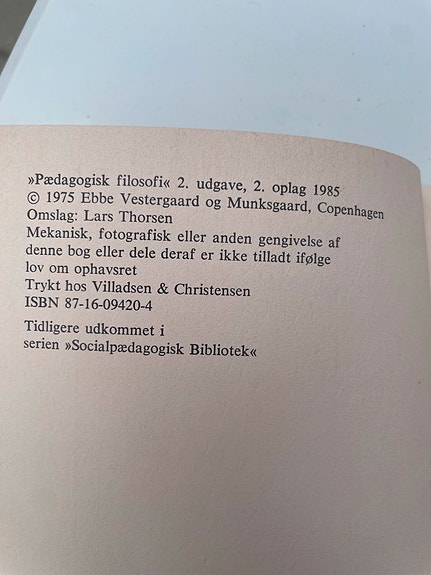 »Pædagogisk filosofi« 2. udgave, 2. oplag 1985
© 1975 Ebbe Vestergaard og Munksgaard, Copenhagen
Omslag: Lars Thorsen
Mekanisk, fotografisk eller anden gengivelse af
denne bog eller dele deraf er ikke tilladt ifølge
lov om ophavsret
Trykt hos Villadsen & Christensen
ISBN 87-16-09420-4
Tidligere udkommet i
serien »Socialpædagogisk Bibliotek«